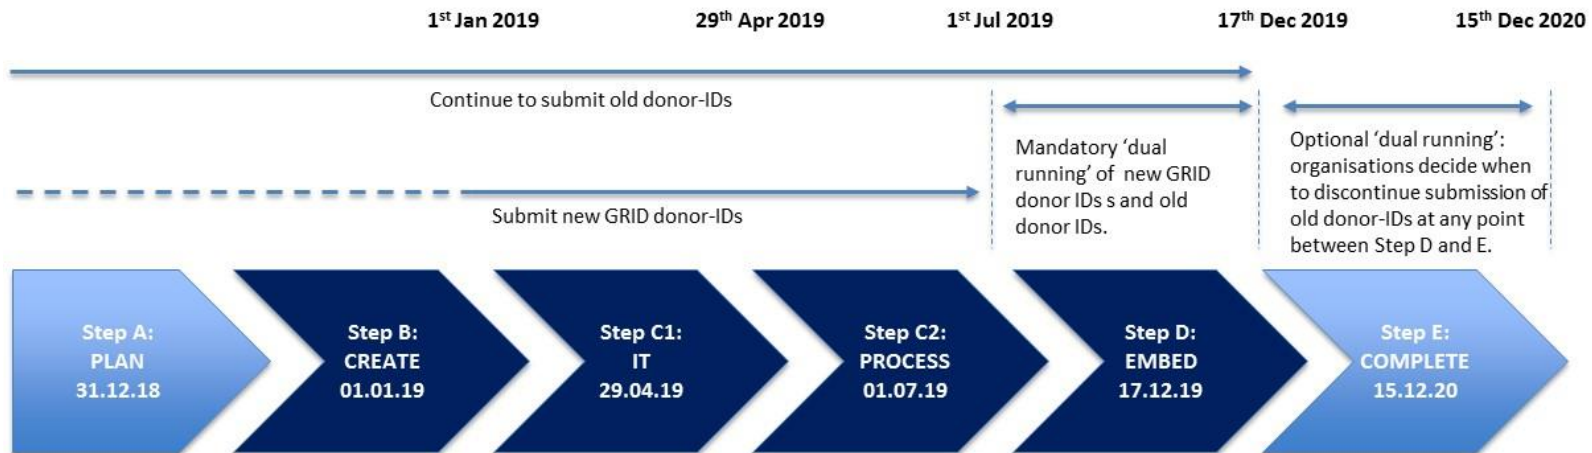 1st Jan 2019
29th Apr 2019
1st Jul 2019
17th Dec 2019
15th Dec 2020
Continue to submit old donor-IDs
Submit new GRID donor-IDs
Mandatory ‘dual
running’ of new GRID
donor IDs s and old
donor IDs.
Optional ‘dual running’:
organisations decide when
to discontinue submission of
old donor-IDs at any point
between Step D and E.
Step A:
PLAN
31.12.18
Step B:
CREATE
01.01.19
Step C1:
IT
29.04.19
Step C2:
PROCESS
01.07.19
Step D:
EMBED
17.12.19
Step E:
COMPLETE
15.12.20